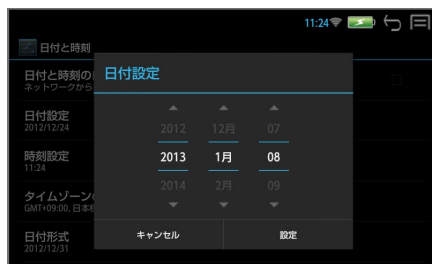 11:24
日付と時刻
日付と時刻の
ネットワークから
日付設定
2012/12/24
時刻設定
11:24
タイムゾーン
GMT+09:00, 日本
日付形式
2012/12/31
日付設定
2012 12月 07
2013 1月 08
2014 2月 09
キャンセル 設定